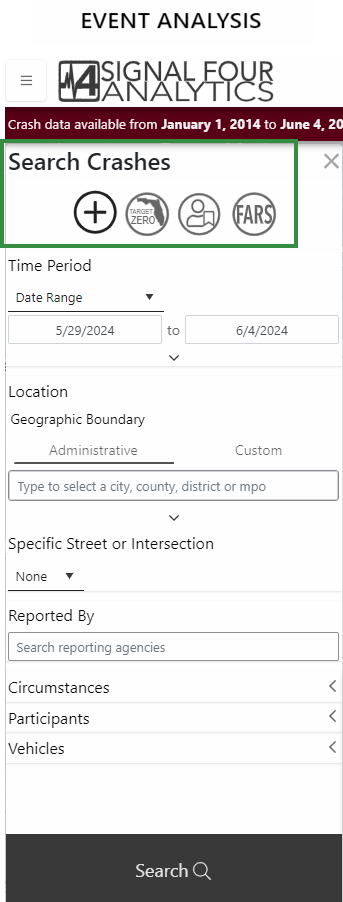 EVENT ANALYSIS
4 SIGNAL FOUR
ANALYTICS
Crash data available from January 1, 2014 to June 4, 20
Search Crashes
TARGET
ZERO
FARS
Time Period
Date Range
5/29/2024 to 6/4/2024
Location
Geographic Boundary
Administrative Custom
Type to select a city, county, district or mpo
Specific Street or Intersection
None
Reported By
Search reporting agencies
Circumstances
Participants
Vehicles
Search